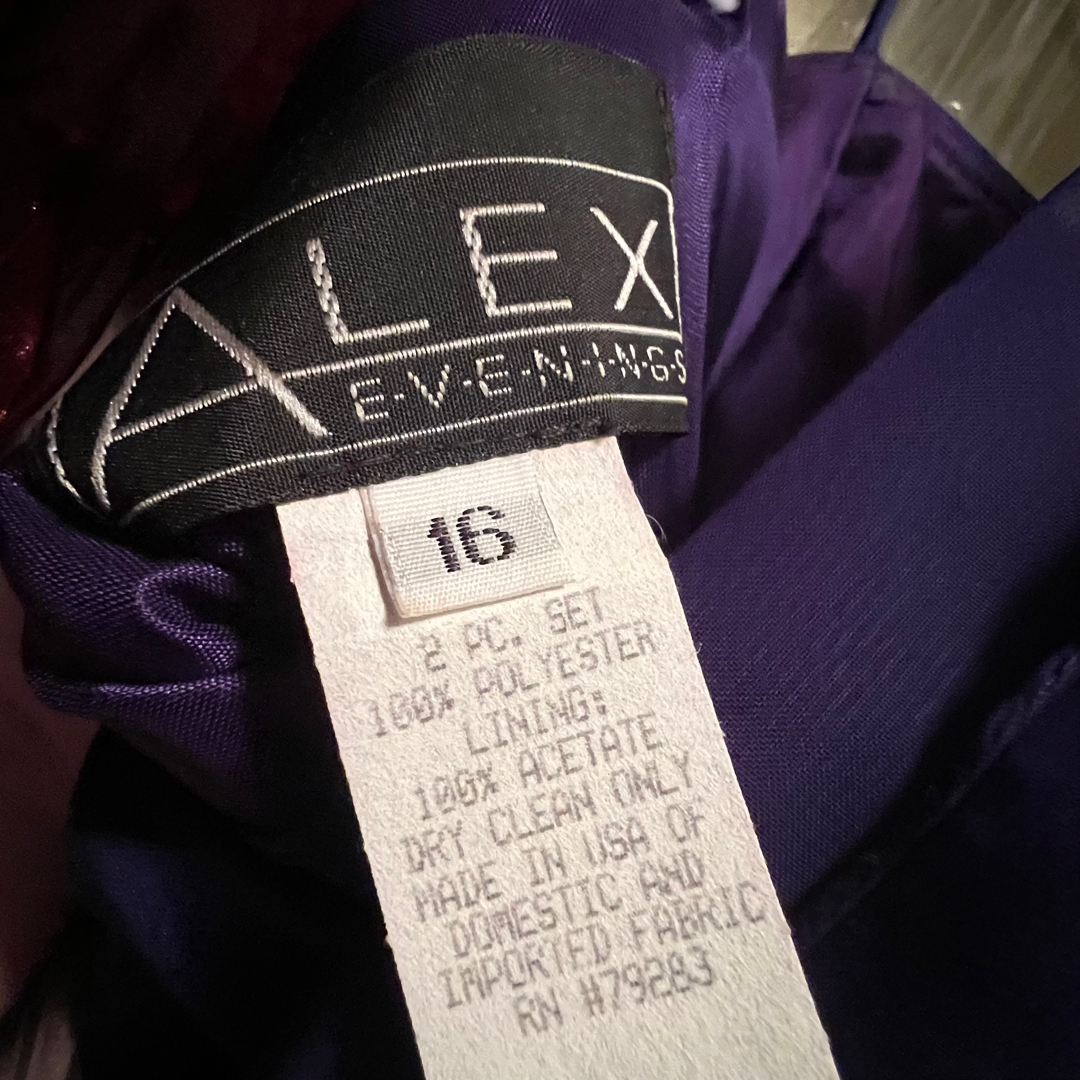 ALEX
E·V·E·N·I·N·G·S
16
2 PC. SET
100% POLYESTER
LINING:
100% ACETATE
DRY CLEAN ONLY
MADE IN USA OF
DOMESTIC AND
IMPORTED FABRIC
RN #79283